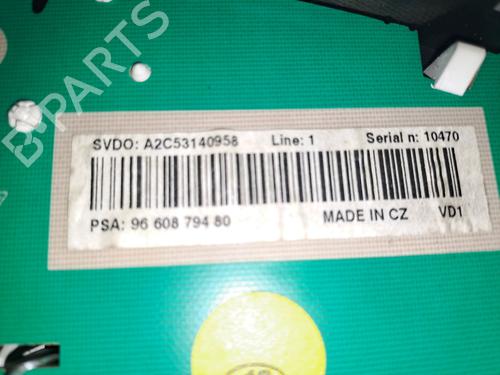 B-PARTS
SVDO: A2C53140958 Line: 1 Serial n: 10470
PSA: 96 608 794 80 MADE IN CZ VD1